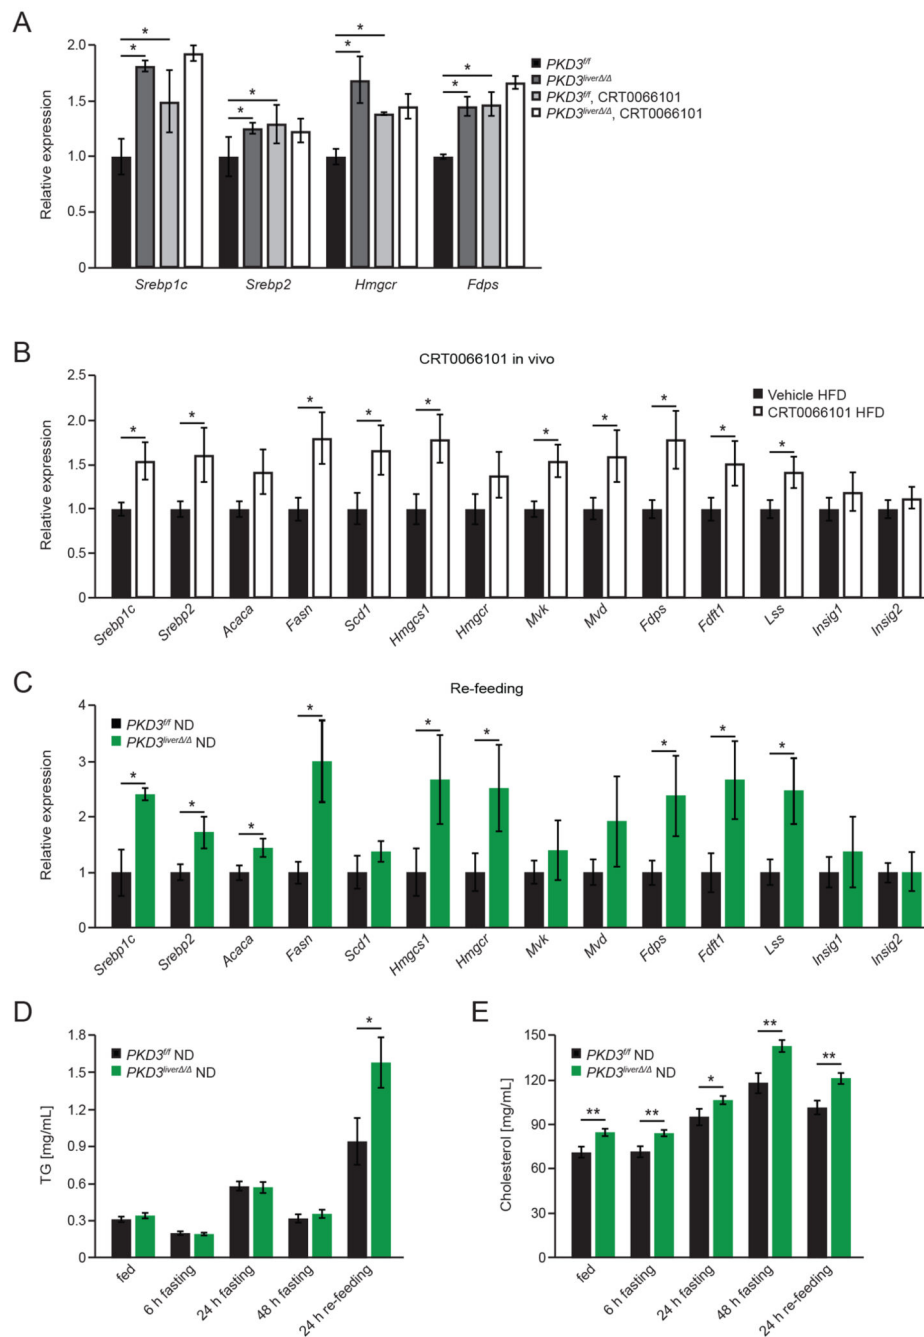 A
2.0
1.5
1.0
0.5
0
Relative expression
* * * * * * * *
PKD3f/f
PKD3liverΔ/Δ
PKD3f/f, CRT0066101
PKD3liverΔ/Δ, CRT0066101
Srebp1c Srebp2 Hmgcr Fdps
B
CRT0066101 in vivo
2.5
2.0
1.5
1.0
0.5
0
Relative expression
* * * * * * * * * *
Vehicle HFD
CRT0066101 HFD
Srebp1c Srebp2 Acaca Fasn Scd1 Hmgcs1 Hmgcr Mvk Mvd Fdps Fdft1 Lss Insig1 Insig2
C
Re-feeding
4
3
2
1
0
Relative expression
PKD3f/f ND
PKD3liverΔ/Δ ND
* * * * * * * * *
Srebp1c Srebp2 Acaca Fasn Scd1 Hmgcs1 Hmgcr Mvk Mvd Fdps Fdft1 Lss Insig1 Insig2
D
1.8
1.5
1.2
0.9
0.6
0.3
0
TG [mg/mL]
PKD3f/f ND
PKD3liverΔ/Δ ND
*
fed 6 h fasting 24 h fasting 48 h fasting 24 h re-feeding
E
150
120
90
60
30
0
Cholesterol [mg/mL]
PKD3f/f ND
PKD3liverΔ/Δ ND
** ** * ** **
fed 6 h fasting 24 h fasting 48 h fasting 24 h re-feeding